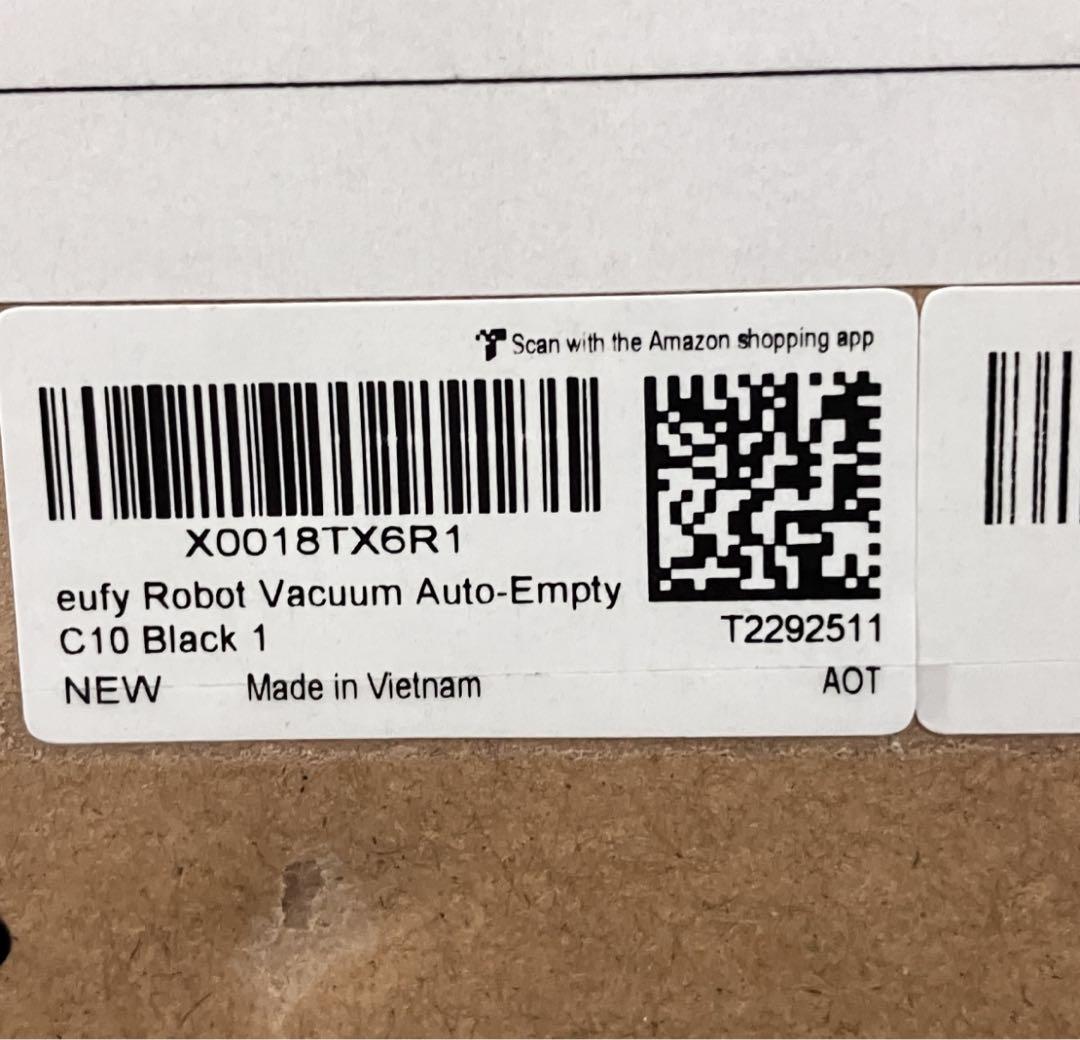 Scan with the Amazon shopping app
X0018TX6R1
eufy Robot Vacuum Auto-Empty
C10 Black 1
T2292511
NEW Made in Vietnam
AOT